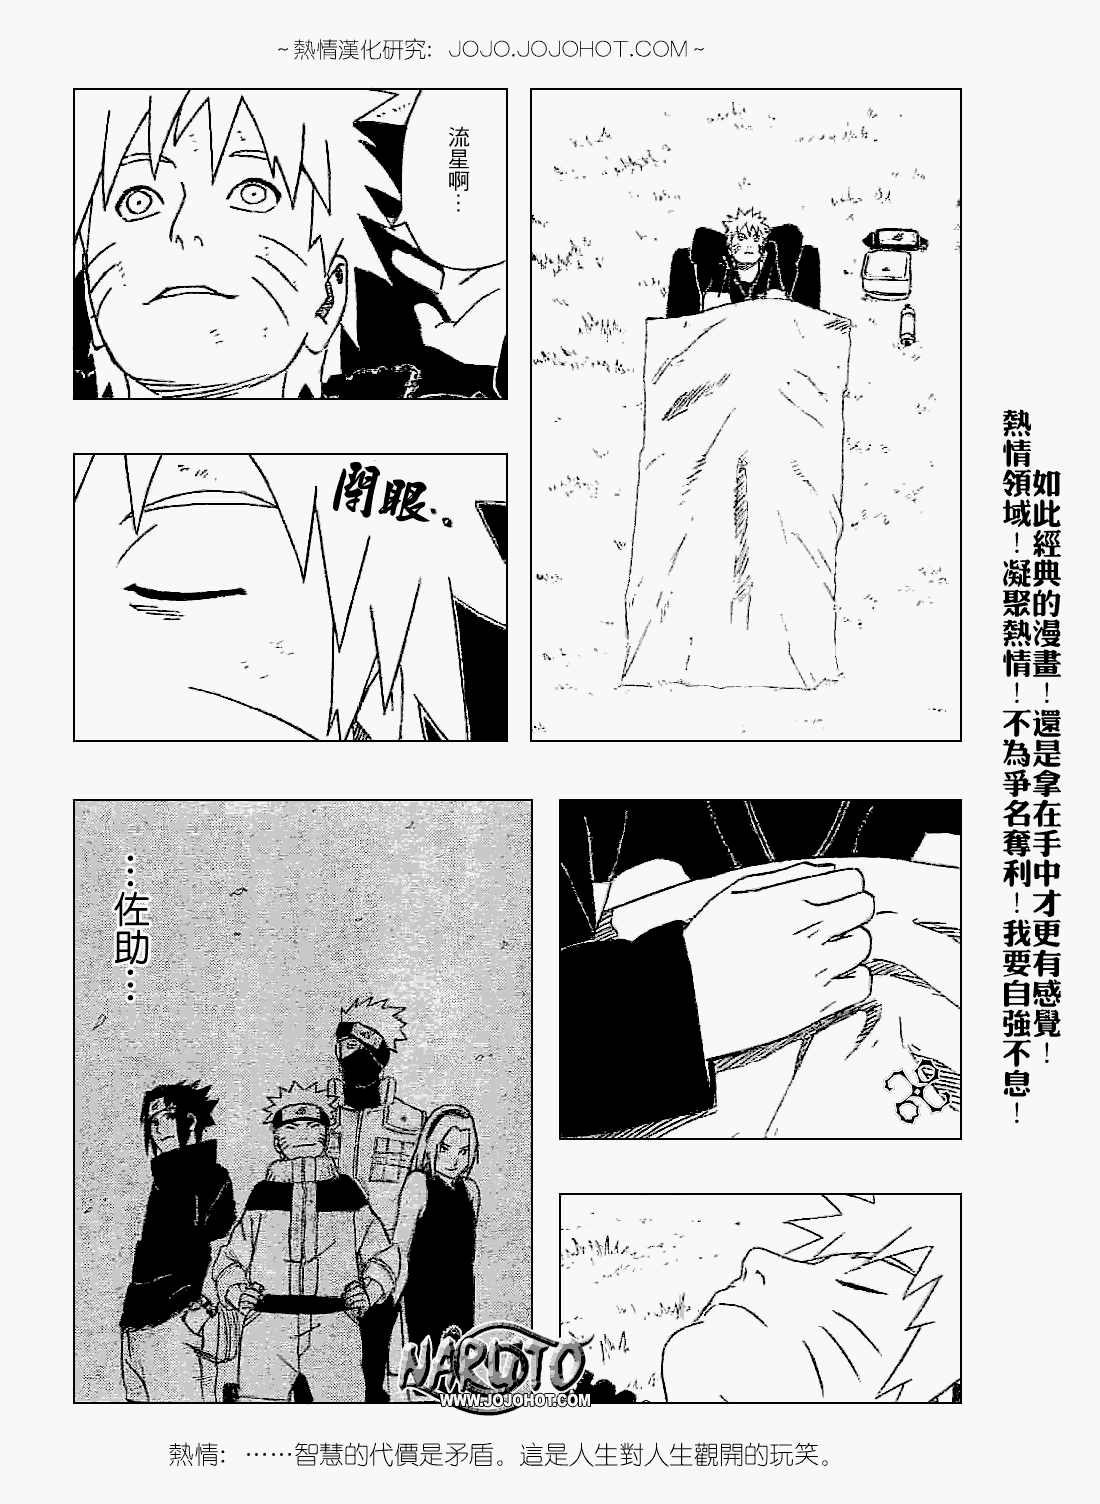 ~熱情漢化研究: JOJO.JOJOHOT.COM~
流星啊…
閉眼…。
如此經典的漫畫!還是拿在手中才更有感覺!
熱情領域!凝聚熱情!不為爭名奪利!我要自強不息!
…佐助…
NARUTO
WWW.JOJOHOT.COM
熱情: ……智慧的代價是矛盾。這是人生對人生觀開的玩笑。